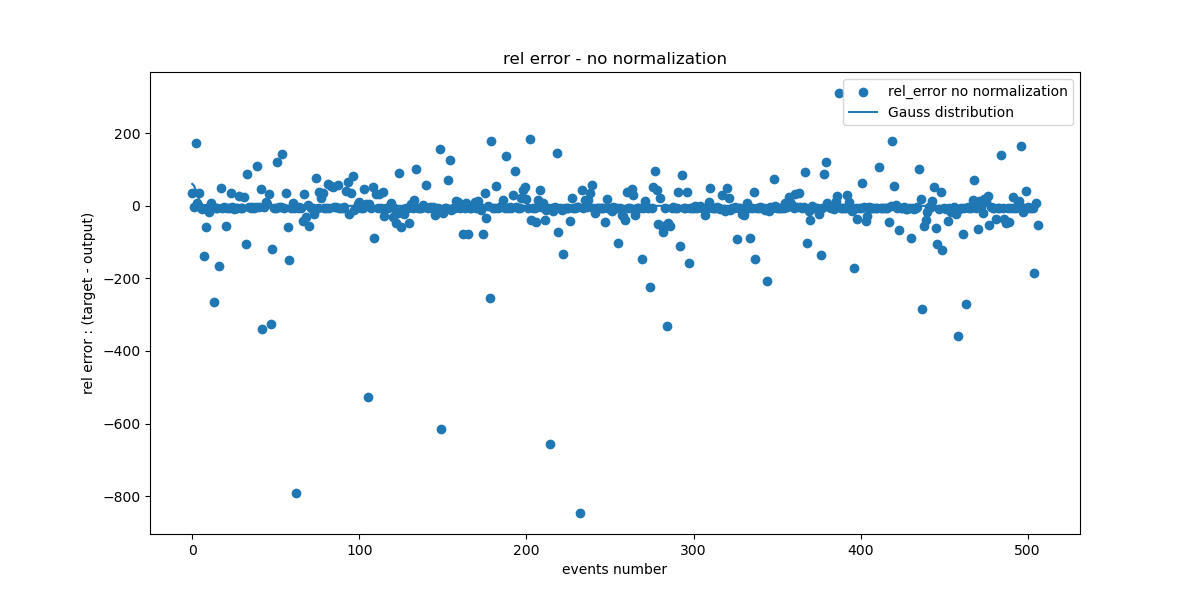 rel error - no normalization
rel_error no normalization
Gauss distribution
200
0
−200
−400
−600
−800
rel error : (target - output)
0 100 200 300 400 500
events number